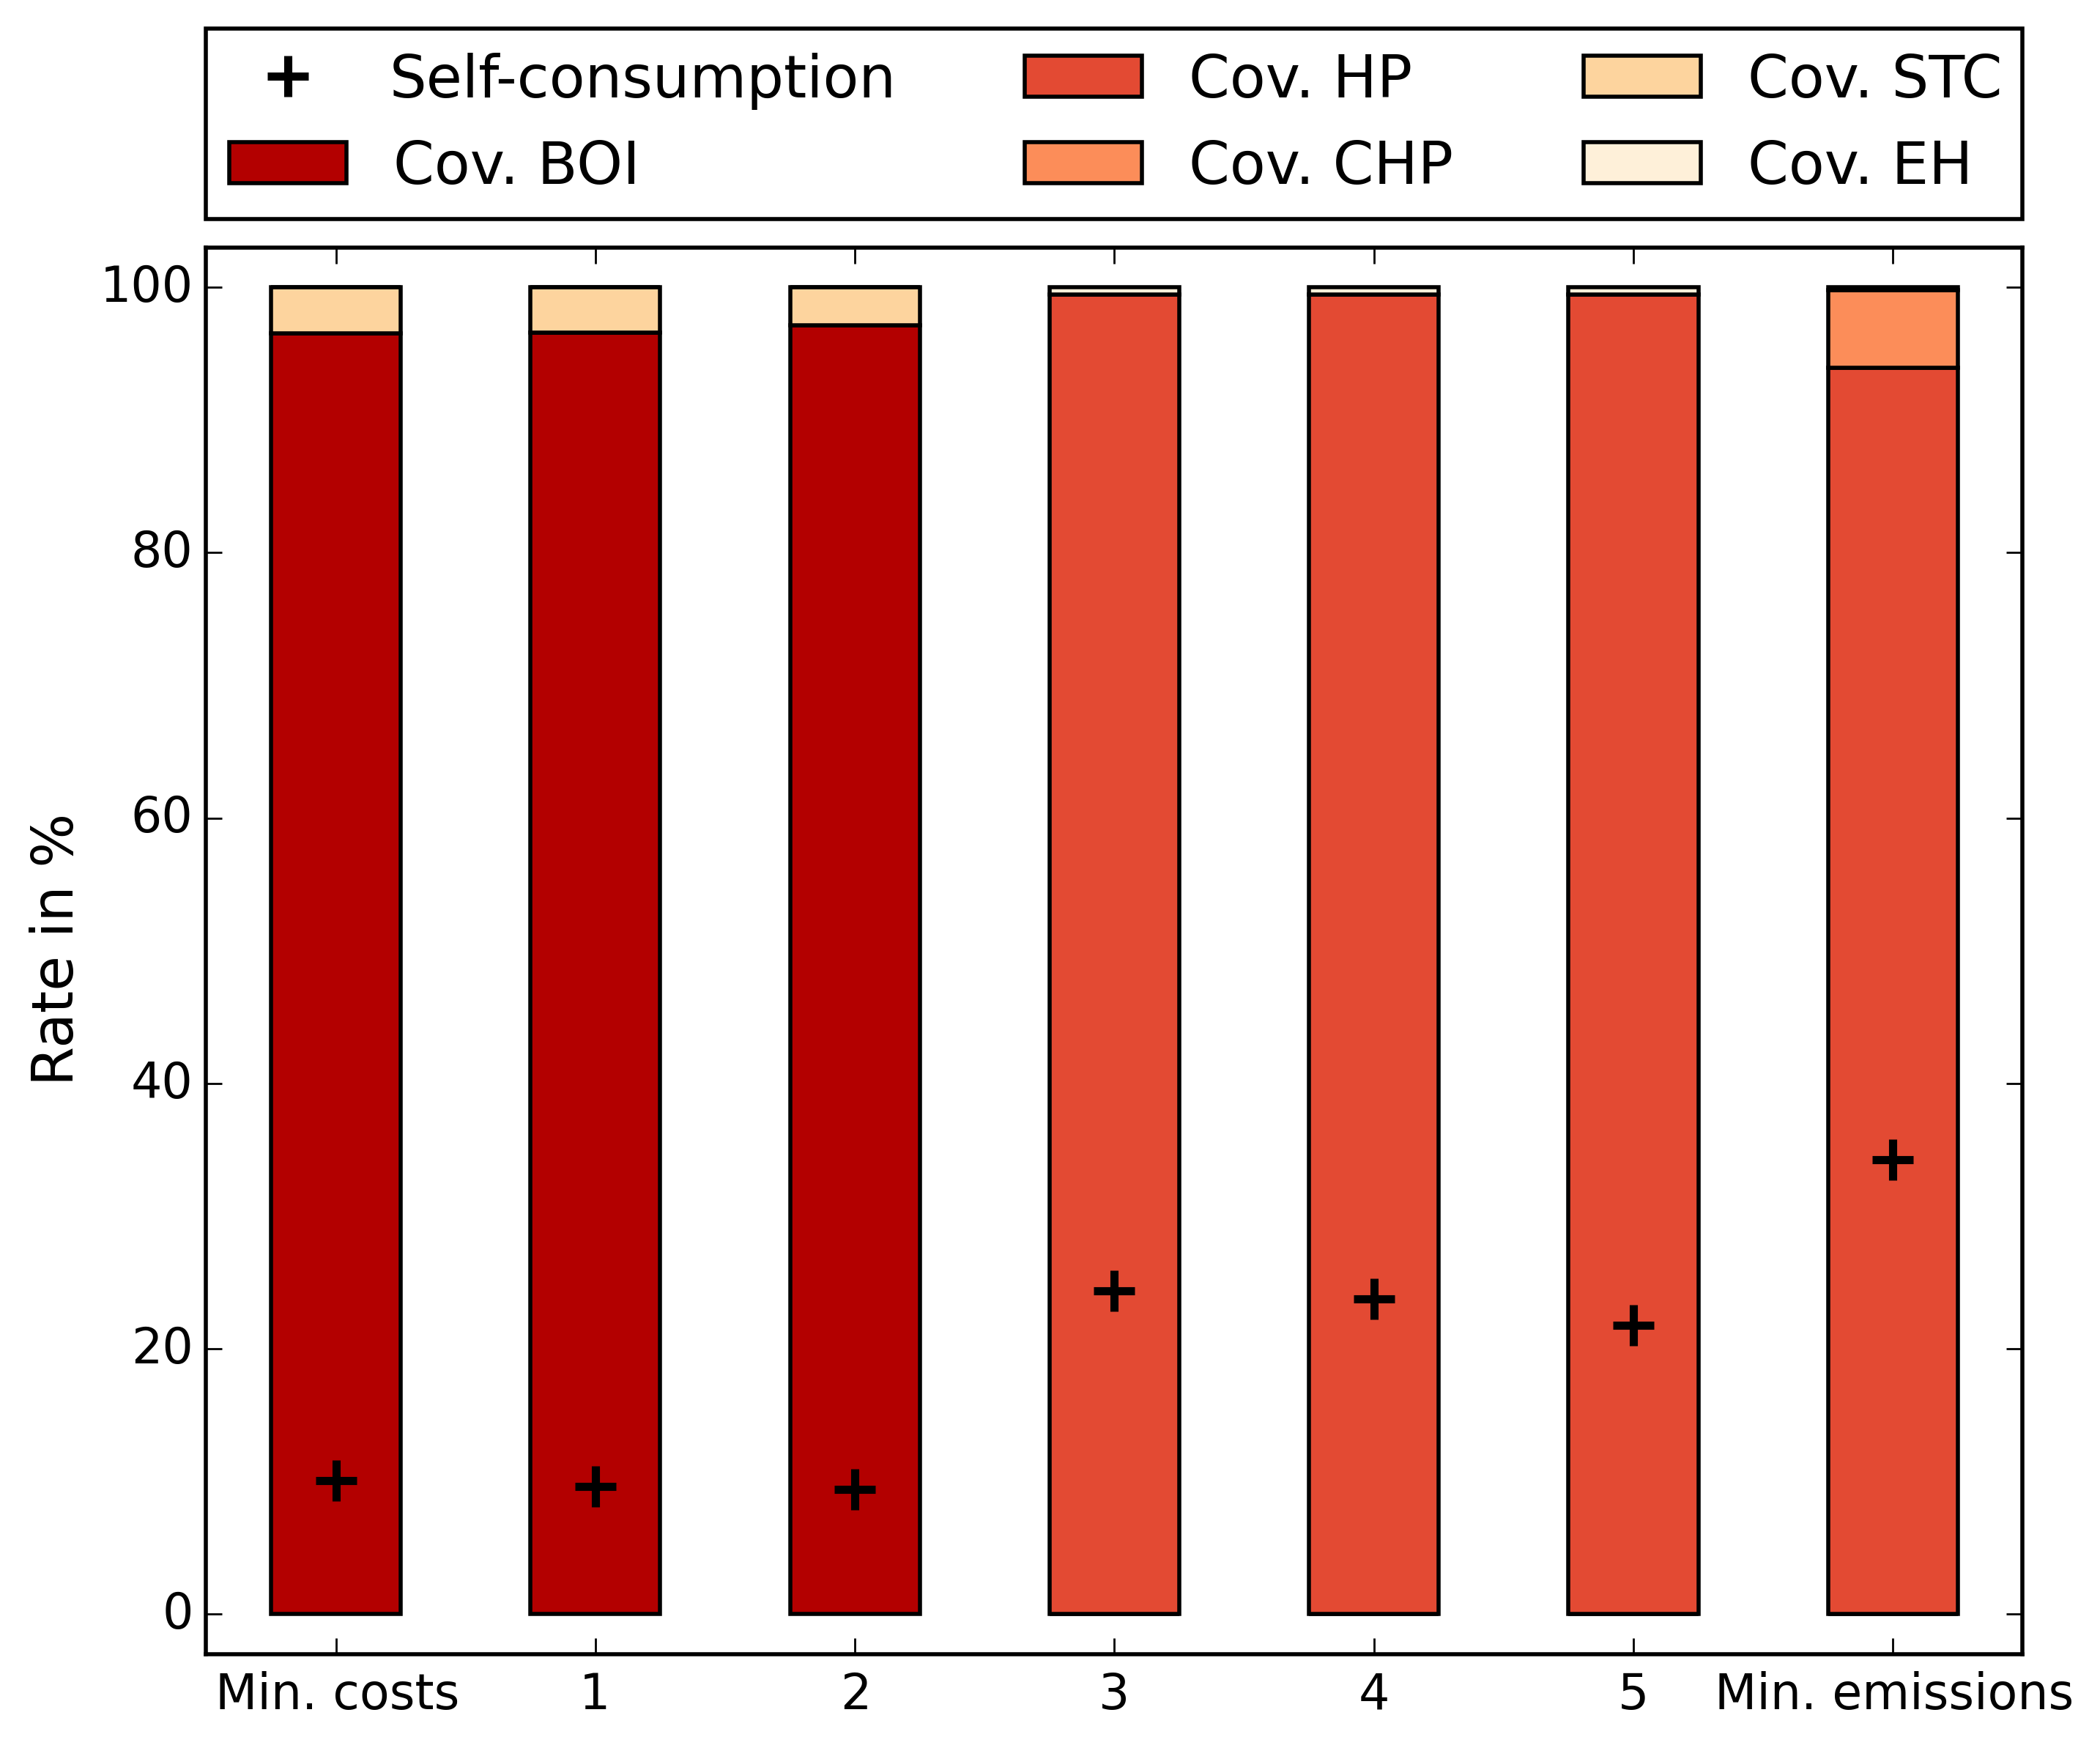 Self-consumption
Cov. BOI
Cov. HP
Cov. CHP
Cov. STC
Cov. EH
Rate in %
100
80
60
40
20
0
Min. costs 1 2 3 4 5 Min. emissions